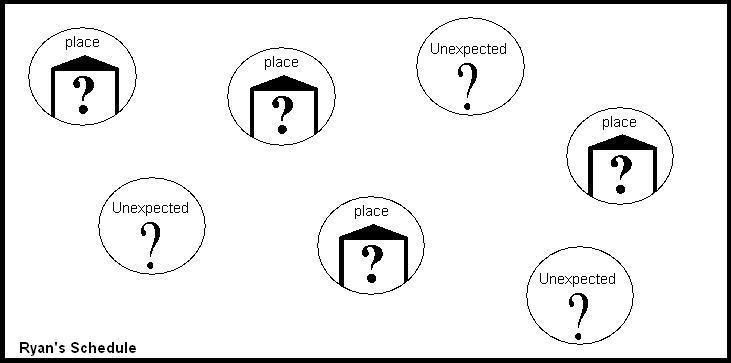 place
?
place
?
Unexpected
?
place
?
Unexpected
?
place
?
Unexpected
?
Ryan's Schedule